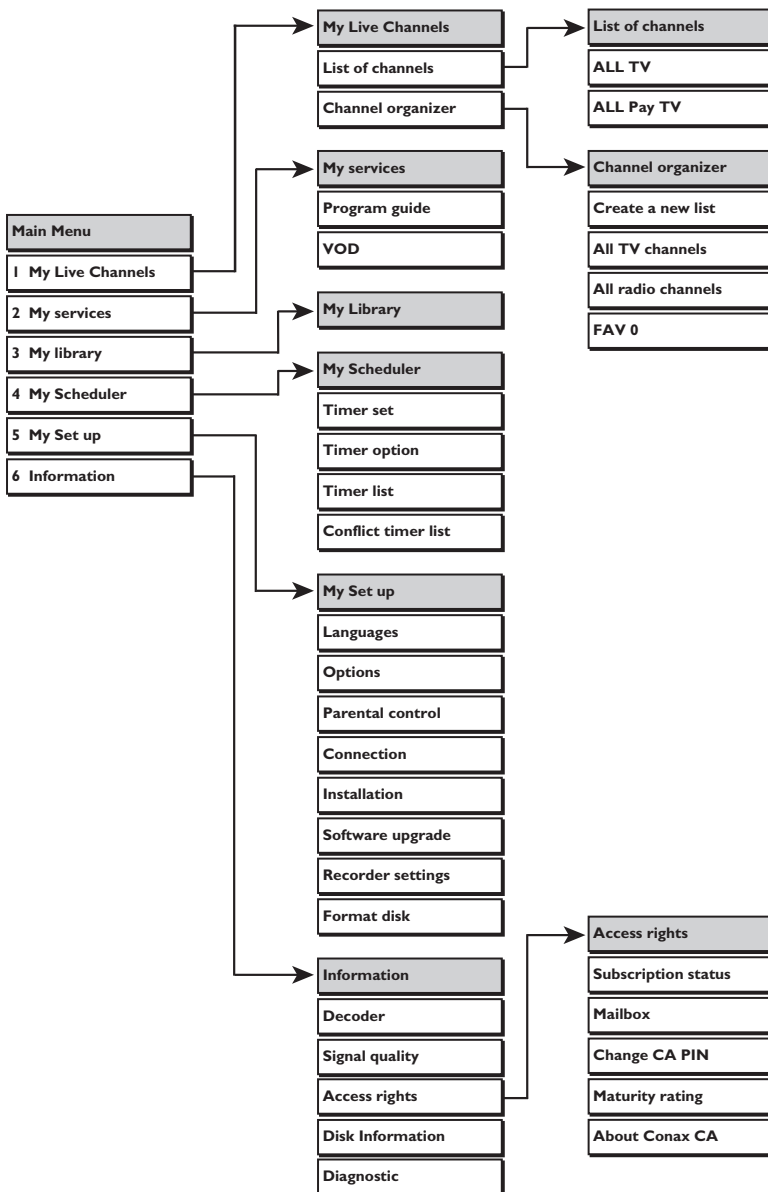 Main Menu
1 My Live Channels
2 My services
3 My library
4 My Scheduler
5 My Set up
6 Information
My Live Channels
List of channels
Channel organizer
My services
Program guide
VOD
My Library
My Scheduler
Timer set
Timer option
Timer list
Conflict timer list
My Set up
Languages
Options
Parental control
Connection
Installation
Software upgrade
Recorder settings
Format disk
Information
Decoder
Signal quality
Access rights
Disk Information
Diagnostic
List of channels
ALL TV
ALL Pay TV
Channel organizer
Create a new list
All TV channels
All radio channels
FAV 0
Access rights
Subscription status
Mailbox
Change CA PIN
Maturity rating
About Conax CA